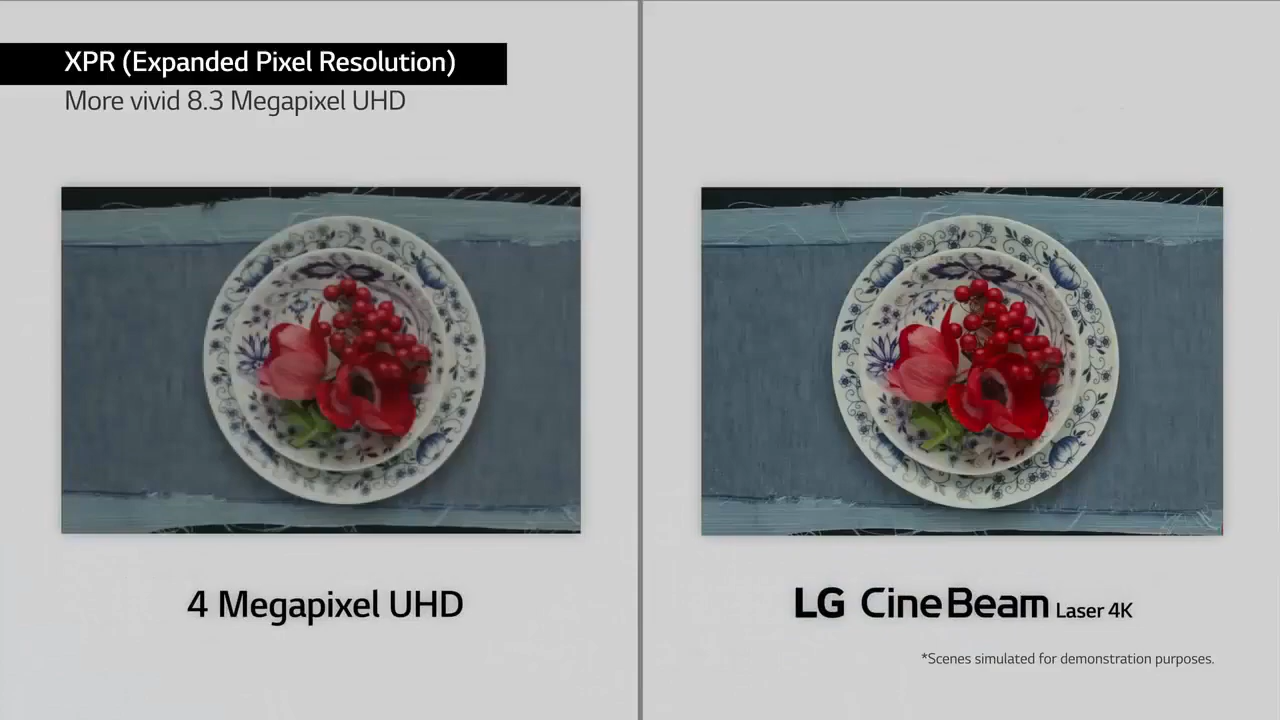 XPR (Expanded Pixel Resolution)
More vivid 8.3 Megapixel UHD
4 Megapixel UHD
LG CineBeam Laser 4K
*Scenes simulated for demonstration purposes.